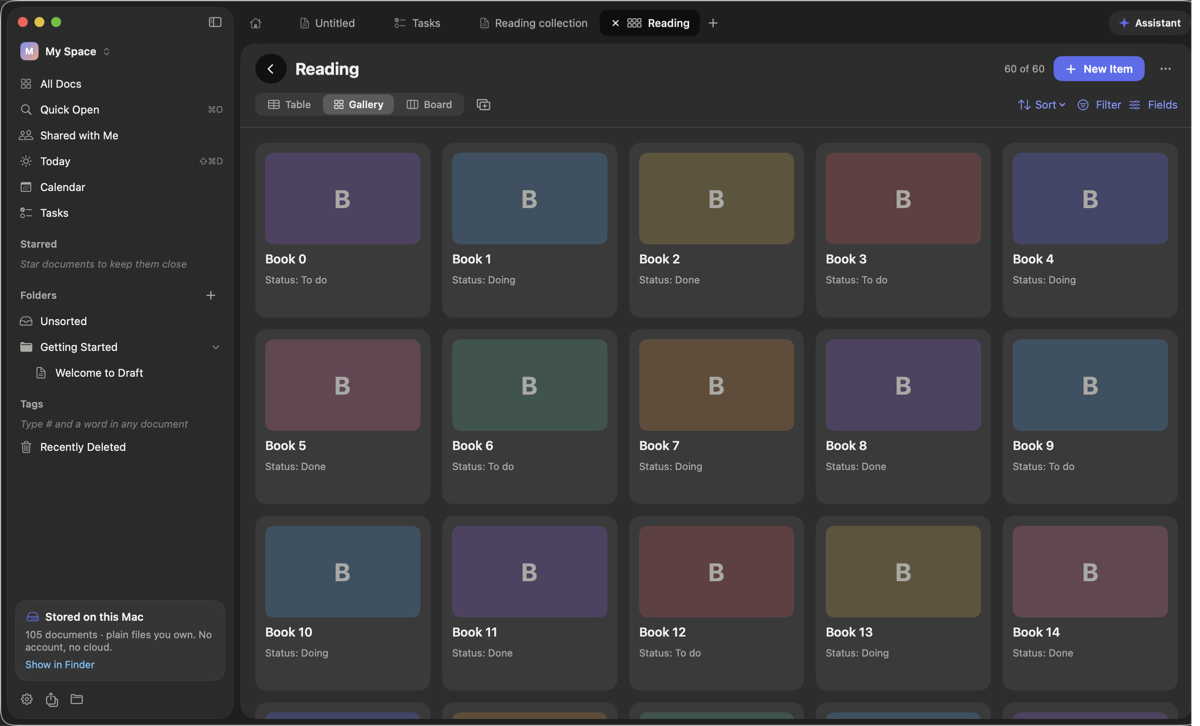 Untitled
Tasks
Reading collection
Reading
Assistant
M My Space
All Docs
Quick Open ⌘O
Shared with Me
Today ⇧⌘D
Calendar
Tasks
Starred
Star documents to keep them close
Folders
Unsorted
Getting Started
Welcome to Draft
Tags
Type # and a word in any document
Recently Deleted
Stored on this Mac
105 documents · plain files you own. No
account, no cloud.
Show in Finder
Reading
60 of 60
+ New Item
Table
Gallery
Board
Sort
Filter
Fields
B
Book 0
Status: To do
B
Book 1
Status: Doing
B
Book 2
Status: Done
B
Book 3
Status: To do
B
Book 4
Status: Doing
B
Book 5
Status: Done
B
Book 6
Status: To do
B
Book 7
Status: Doing
B
Book 8
Status: Done
B
Book 9
Status: To do
B
Book 10
Status: Doing
B
Book 11
Status: Done
B
Book 12
Status: To do
B
Book 13
Status: Doing
B
Book 14
Status: Done